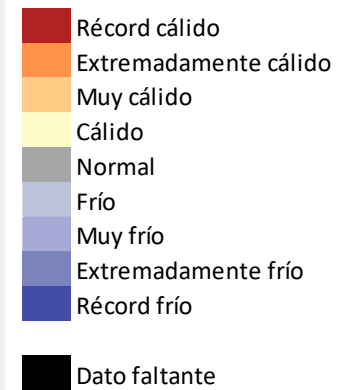 Récord cálido
Extremadamente cálido
Muy cálido
Cálido
Normal
Frío
Muy frío
Extremadamente frío
Récord frío
Dato faltante